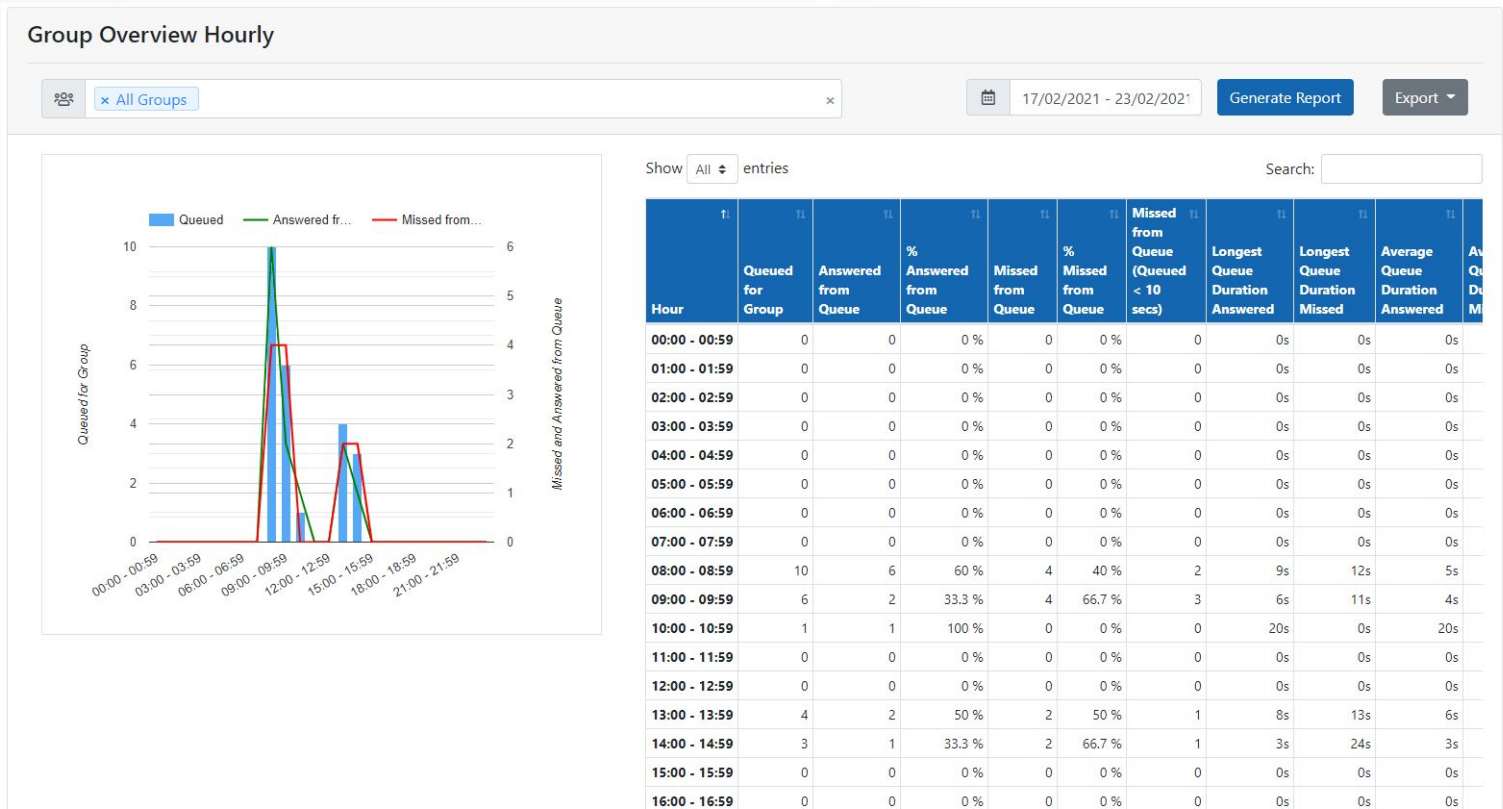 Group Overview Hourly
× All Groups
×
17/02/2021 - 23/02/2021
Generate Report
Export
Show All entries
Search:
Queued
Answered fr...
Missed from...
10
8
6
4
2
0
6
5
4
3
2
1
0
Queued for Group
Missed and Answered from Queue
00:00 - 00:59
03:00 - 03:59
06:00 - 06:59
09:00 - 09:59
12:00 - 12:59
15:00 - 15:59
18:00 - 18:59
21:00 - 21:59
Hour
Queued
for
Group
Answered
from
Queue
%
Answered
from
Queue
Missed
from
Queue
%
Missed
from
Queue
Missed
from
Queue
(Queued
< 10
secs)
Longest
Queue
Duration
Answered
Longest
Queue
Duration
Missed
Average
Queue
Duration
Answered
00:00 - 00:59 0 0 0 % 0 0 % 0 0s 0s 0s
01:00 - 01:59 0 0 0 % 0 0 % 0 0s 0s 0s
02:00 - 02:59 0 0 0 % 0 0 % 0 0s 0s 0s
03:00 - 03:59 0 0 0 % 0 0 % 0 0s 0s 0s
04:00 - 04:59 0 0 0 % 0 0 % 0 0s 0s 0s
05:00 - 05:59 0 0 0 % 0 0 % 0 0s 0s 0s
06:00 - 06:59 0 0 0 % 0 0 % 0 0s 0s 0s
07:00 - 07:59 0 0 0 % 0 0 % 0 0s 0s 0s
08:00 - 08:59 10 6 60 % 4 40 % 2 9s 12s 5s
09:00 - 09:59 6 2 33.3 % 4 66.7 % 3 6s 11s 4s
10:00 - 10:59 1 1 100 % 0 0 % 0 20s 0s 20s
11:00 - 11:59 0 0 0 % 0 0 % 0 0s 0s 0s
12:00 - 12:59 0 0 0 % 0 0 % 0 0s 0s 0s
13:00 - 13:59 4 2 50 % 2 50 % 1 8s 13s 6s
14:00 - 14:59 3 1 33.3 % 2 66.7 % 1 3s 24s 3s
15:00 - 15:59 0 0 0 % 0 0 % 0 0s 0s 0s
16:00 - 16:59 0 0 0 % 0 0 % 0 0s 0s 0s